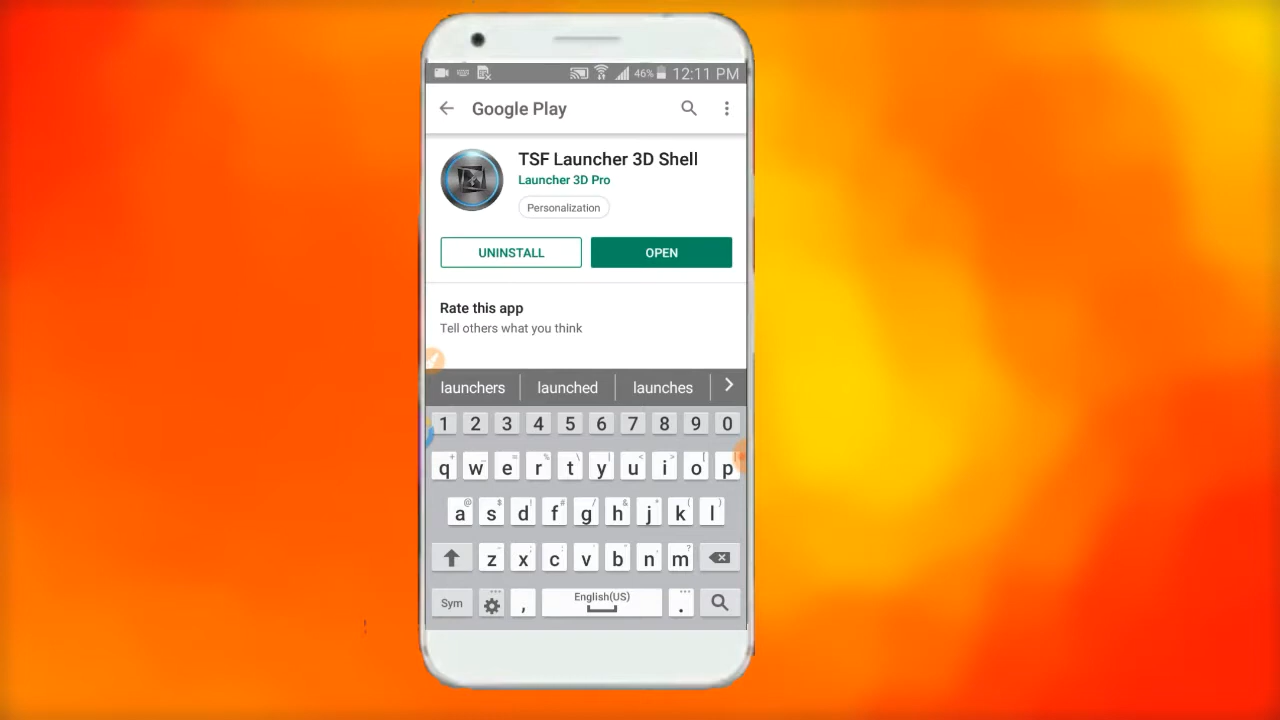 46% 12:11 PM
Google Play
TSF Launcher 3D Shell
Launcher 3D Pro
Personalization
UNINSTALL
OPEN
Rate this app
Tell others what you think
launchers launched launches
1 2 3 4 5 6 7 8 9 0
q w e r t y u i o p
a s d f g h j k l
z x c v b n m
Sym , English(US) .